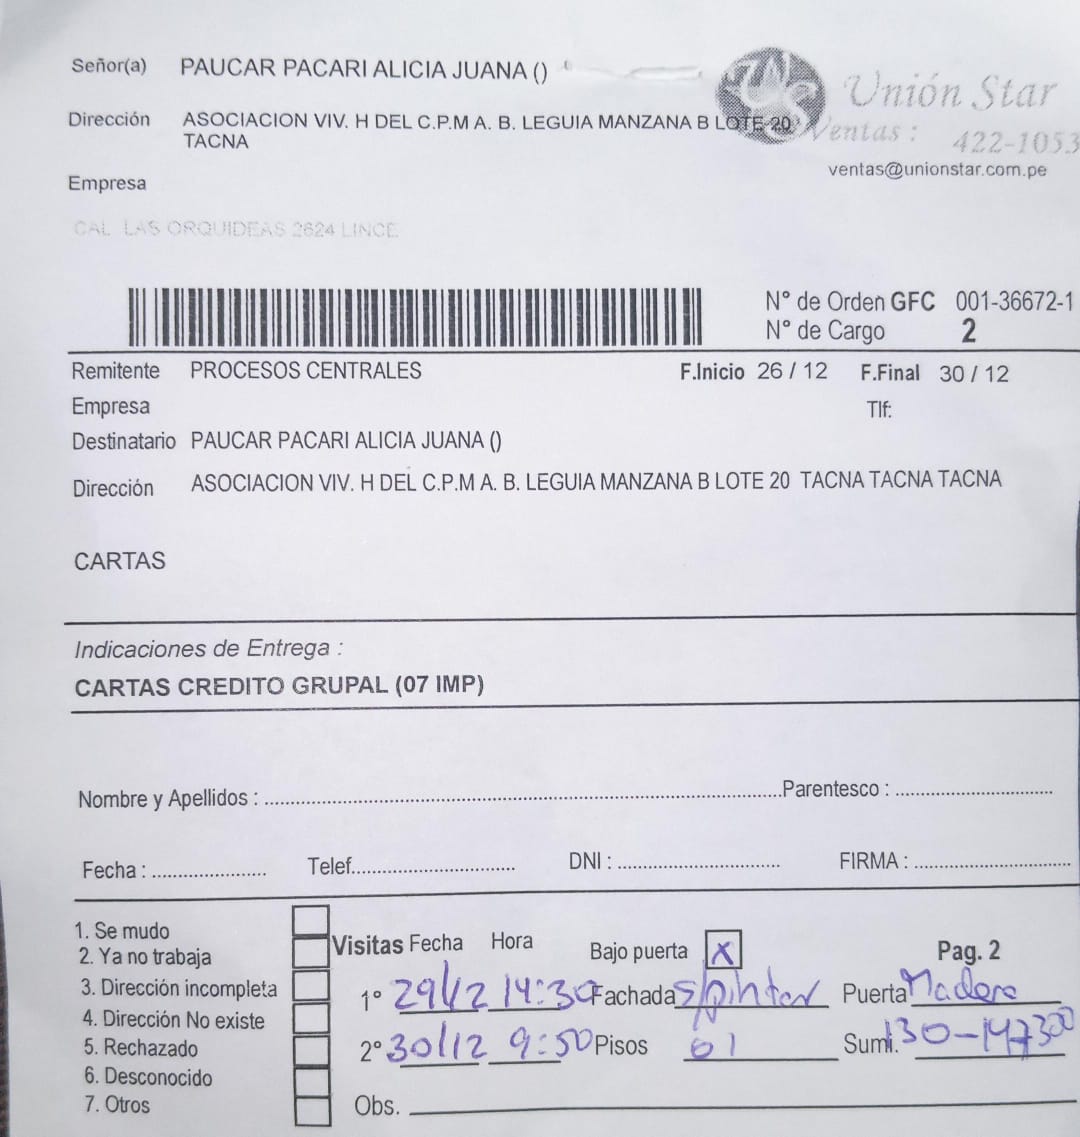 Señor(a) PAUCAR PACARI ALICIA JUANA ()
Unión Star
Dirección ASOCIACION VIV. H DEL C.P.M A. B. LEGUIA MANZANA B LOTE 20
TACNA
Ventas : 422-1053
ventas@unionstar.com.pe
Empresa
CAL LAS ORQUIDEAS 2624 LINCE
N° de Orden GFC 001-36672-1
N° de Cargo 2
Remitente PROCESOS CENTRALES F.Inicio 26 / 12 F.Final 30 / 12
Empresa Tlf:
Destinatario PAUCAR PACARI ALICIA JUANA ()
Dirección ASOCIACION VIV. H DEL C.P.M A. B. LEGUIA MANZANA B LOTE 20 TACNA TACNA TACNA
CARTAS
Indicaciones de Entrega :
CARTAS CREDITO GRUPAL (07 IMP)
Nombre y Apellidos : Parentesco :
Fecha : Telef. DNI : FIRMA :
1. Se mudo
2. Ya no trabaja
3. Dirección incompleta
4. Dirección No existe
5. Rechazado
6. Desconocido
7. Otros
Visitas Fecha Hora Bajo puerta X Pag. 2
1° 29/12 14:30 Fachada s/pintar Puerta Madera
2° 30/12 9:50 Pisos 01 Sumi. 130-147300
Obs.